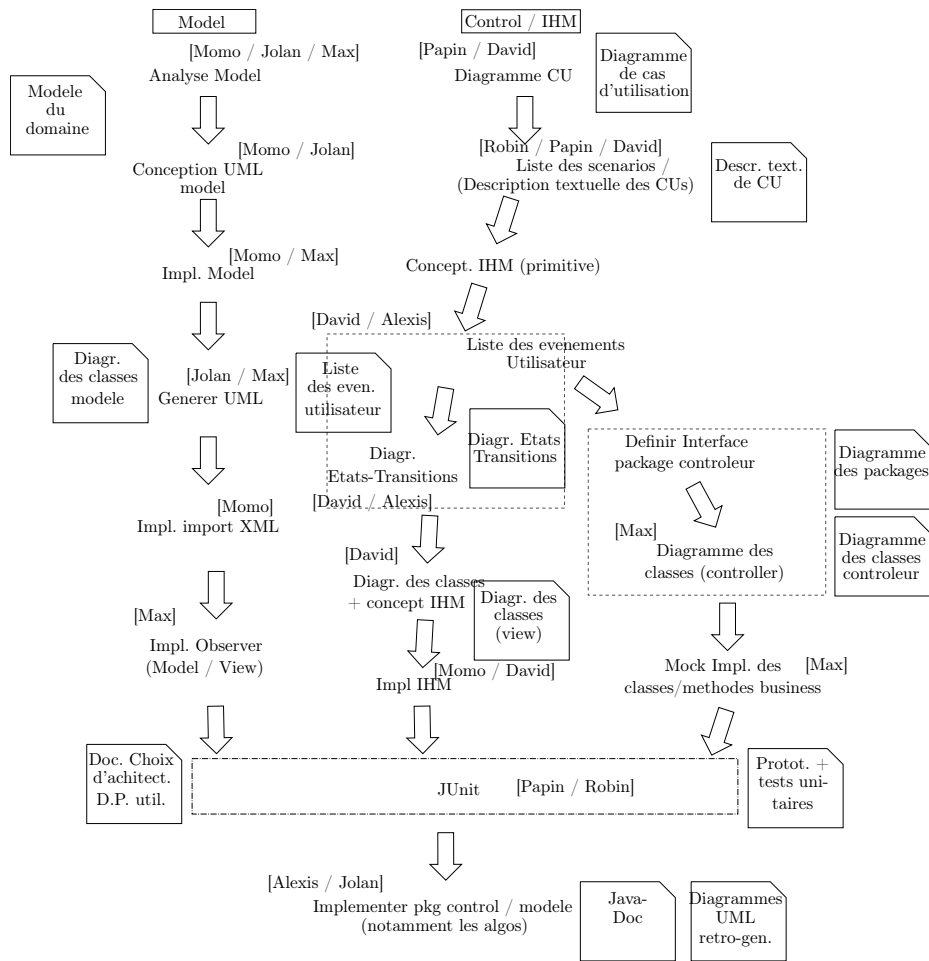 Model
Control / IHM
[Momo / Jolan / Max]
Analyse Model
[Papin / David]
Diagramme CU
Diagramme
de cas
d'utilisation
Modele
du
domaine
[Momo / Jolan]
Conception UML
model
[Robin / Papin / David]
Liste des scenarios /
(Description textuelle des CUs)
Descr. text.
de CU
[Momo / Max]
Impl. Model
Concept. IHM (primitive)
[David / Alexis]
Liste des evenements
Utilisateur
Diagr.
des classes
modele
[Jolan / Max]
Generer UML
Liste
des even.
utilisateur
Diagr. Etats
Transitions
Diagr.
Etats-Transitions
[David / Alexis]
Definir Interface
package controleur
Diagramme
des packages
[Momo]
Impl. import XML
[Max]
Diagramme des
classes (controller)
Diagramme
des classes
controleur
[David]
Diagr. des classes
+ concept IHM
Diagr. des
classes
(view)
[Max]
Impl. Observer
(Model / View)
[Momo / David]
Impl IHM
Mock Impl. des
classes/methodes business
[Max]
Doc. Choix
d'achitect.
D.P. util.
JUnit
[Papin / Robin]
Protot. +
tests uni-
taires
[Alexis / Jolan]
Implementer pkg control / modele
(notamment les algos)
Java-
Doc
Diagrammes
UML
retro-gen.